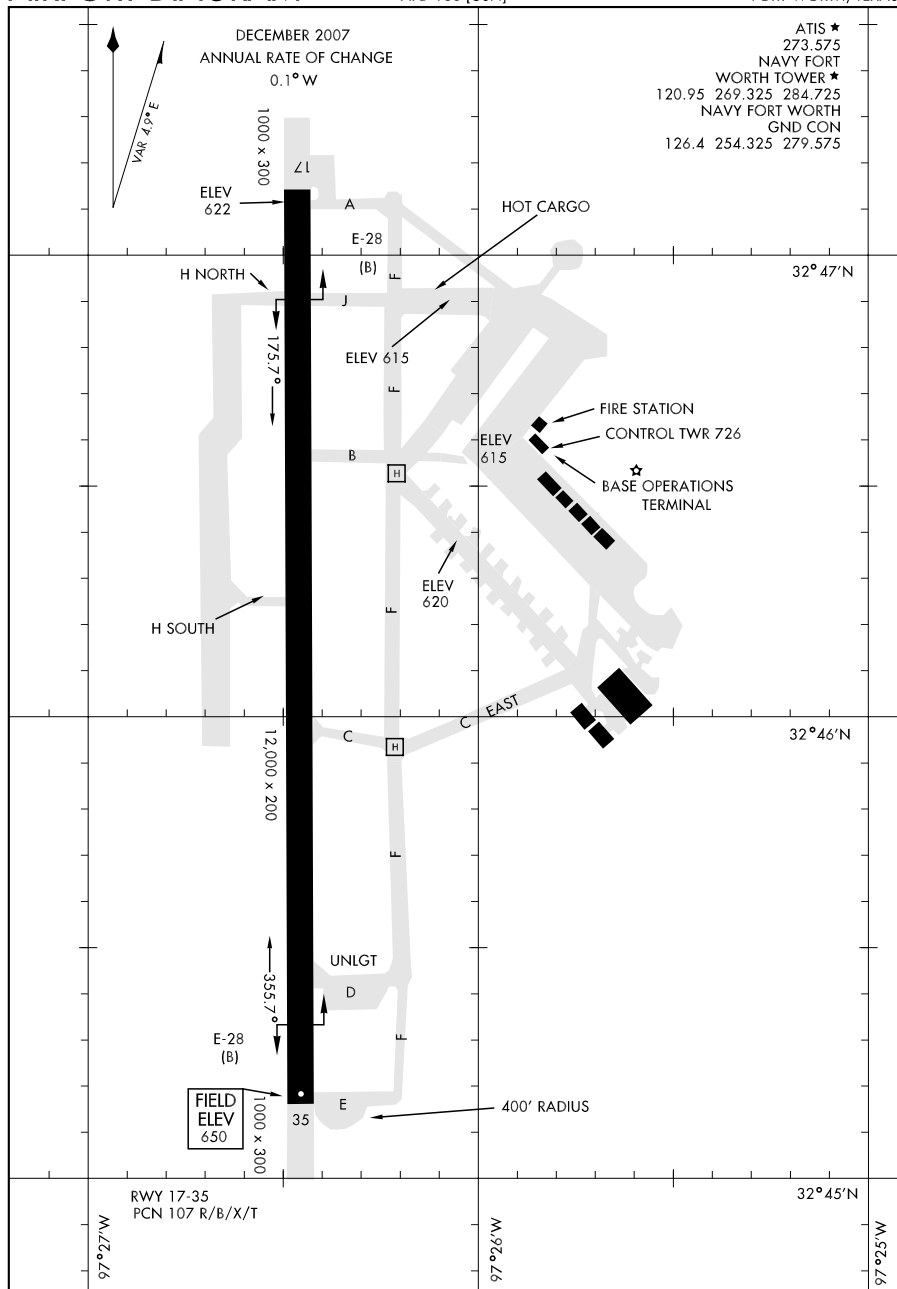 DECEMBER 2007
ANNUAL RATE OF CHANGE
0.1° W
VAR 4.9° E
ATIS ★
273.575
NAVY FORT
WORTH TOWER ★
120.95 269.325 284.725
NAVY FORT WORTH
GND CON
126.4 254.325 279.575
1000 x 300
17
ELEV
622
A
HOT CARGO
E-28
(B)
F
32°47'N
H NORTH
J
175.7°
ELEV 615
F
FIRE STATION
CONTROL TWR 726
ELEV
615
B
H
BASE OPERATIONS
TERMINAL
ELEV
620
F
H SOUTH
C EAST
C
H
32°46'N
12,000 x 200
F
UNLGT
D
355.7°
E-28
(B)
F
FIELD
ELEV
650
E
400' RADIUS
35
1000 x 300
RWY 17-35
PCN 107 R/B/X/T
32°45'N
97°27'W
97°26'W
97°25'W